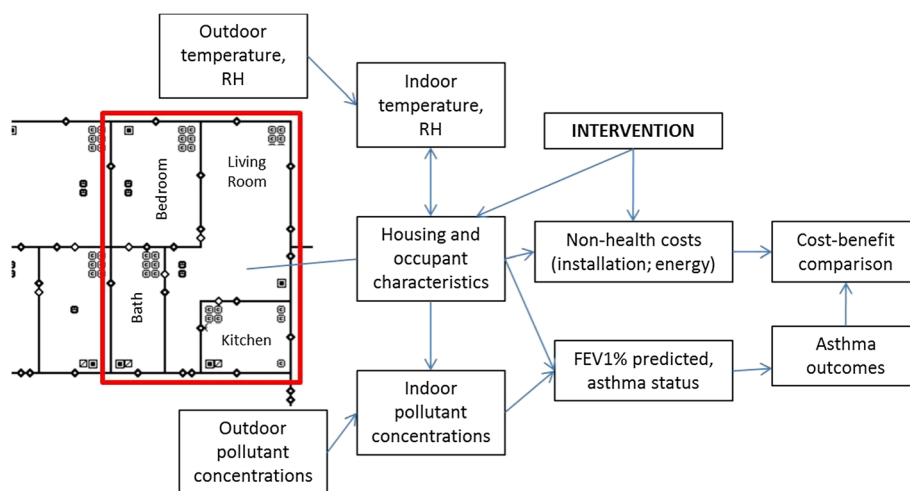 Outdoor
temperature,
RH
Indoor
temperature,
RH
INTERVENTION
Living
Room
Bedroom
Housing and
occupant
characteristics
Non-health costs
(installation; energy)
Cost-benefit
comparison
Bath
Kitchen
FEV1% predicted,
asthma status
Asthma
outcomes
Indoor
pollutant
concentrations
Outdoor
pollutant
concentrations